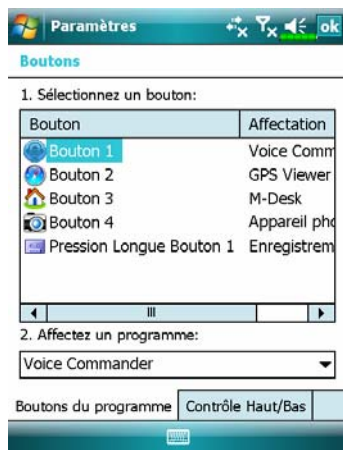 Paramètres ok
Boutons
1. Sélectionnez un bouton:
Bouton Affectation
Bouton 1 Voice Comm
Bouton 2 GPS Viewer
Bouton 3 M-Desk
Bouton 4 Appareil pho
Pression Longue Bouton 1 Enregistrem
2. Affectez un programme:
Voice Commander
Boutons du programme Contrôle Haut/Bas